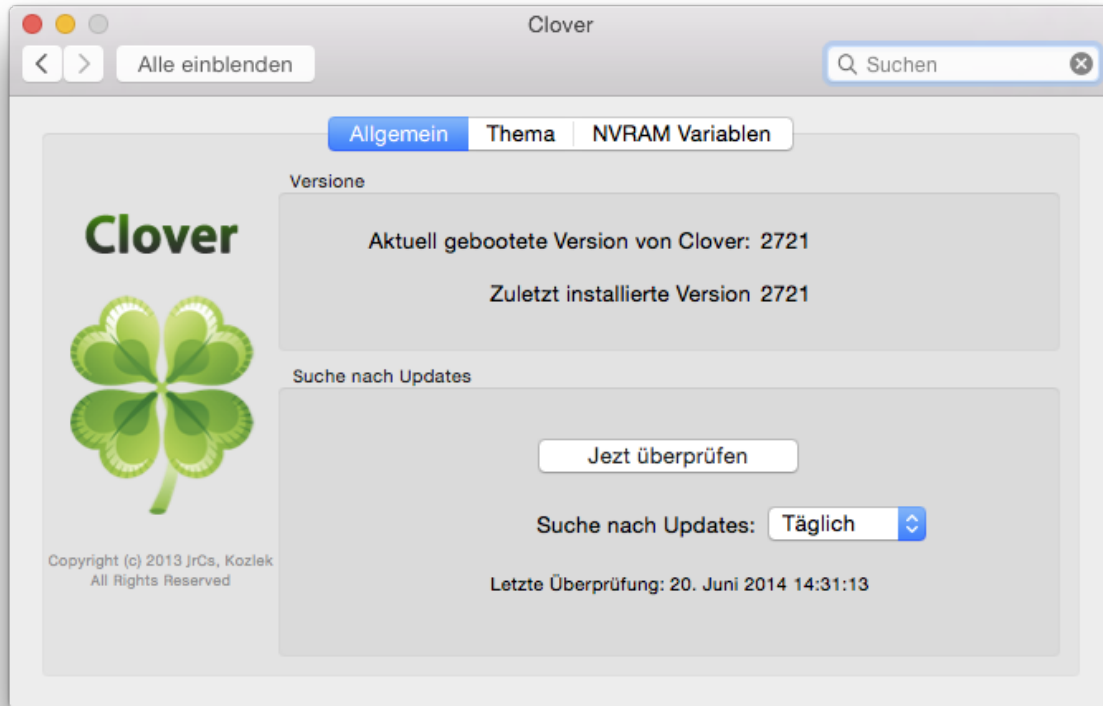 Clover
Alle einblenden
Suchen
Allgemein Thema NVRAM Variablen
Versione
Clover
Aktuell gebootete Version von Clover: 2721
Zuletzt installierte Version 2721
Suche nach Updates
Jezt überprüfen
Suche nach Updates: Täglich
Copyright (c) 2013 JrCs, Kozlek
All Rights Reserved
Letzte Überprüfung: 20. Juni 2014 14:31:13